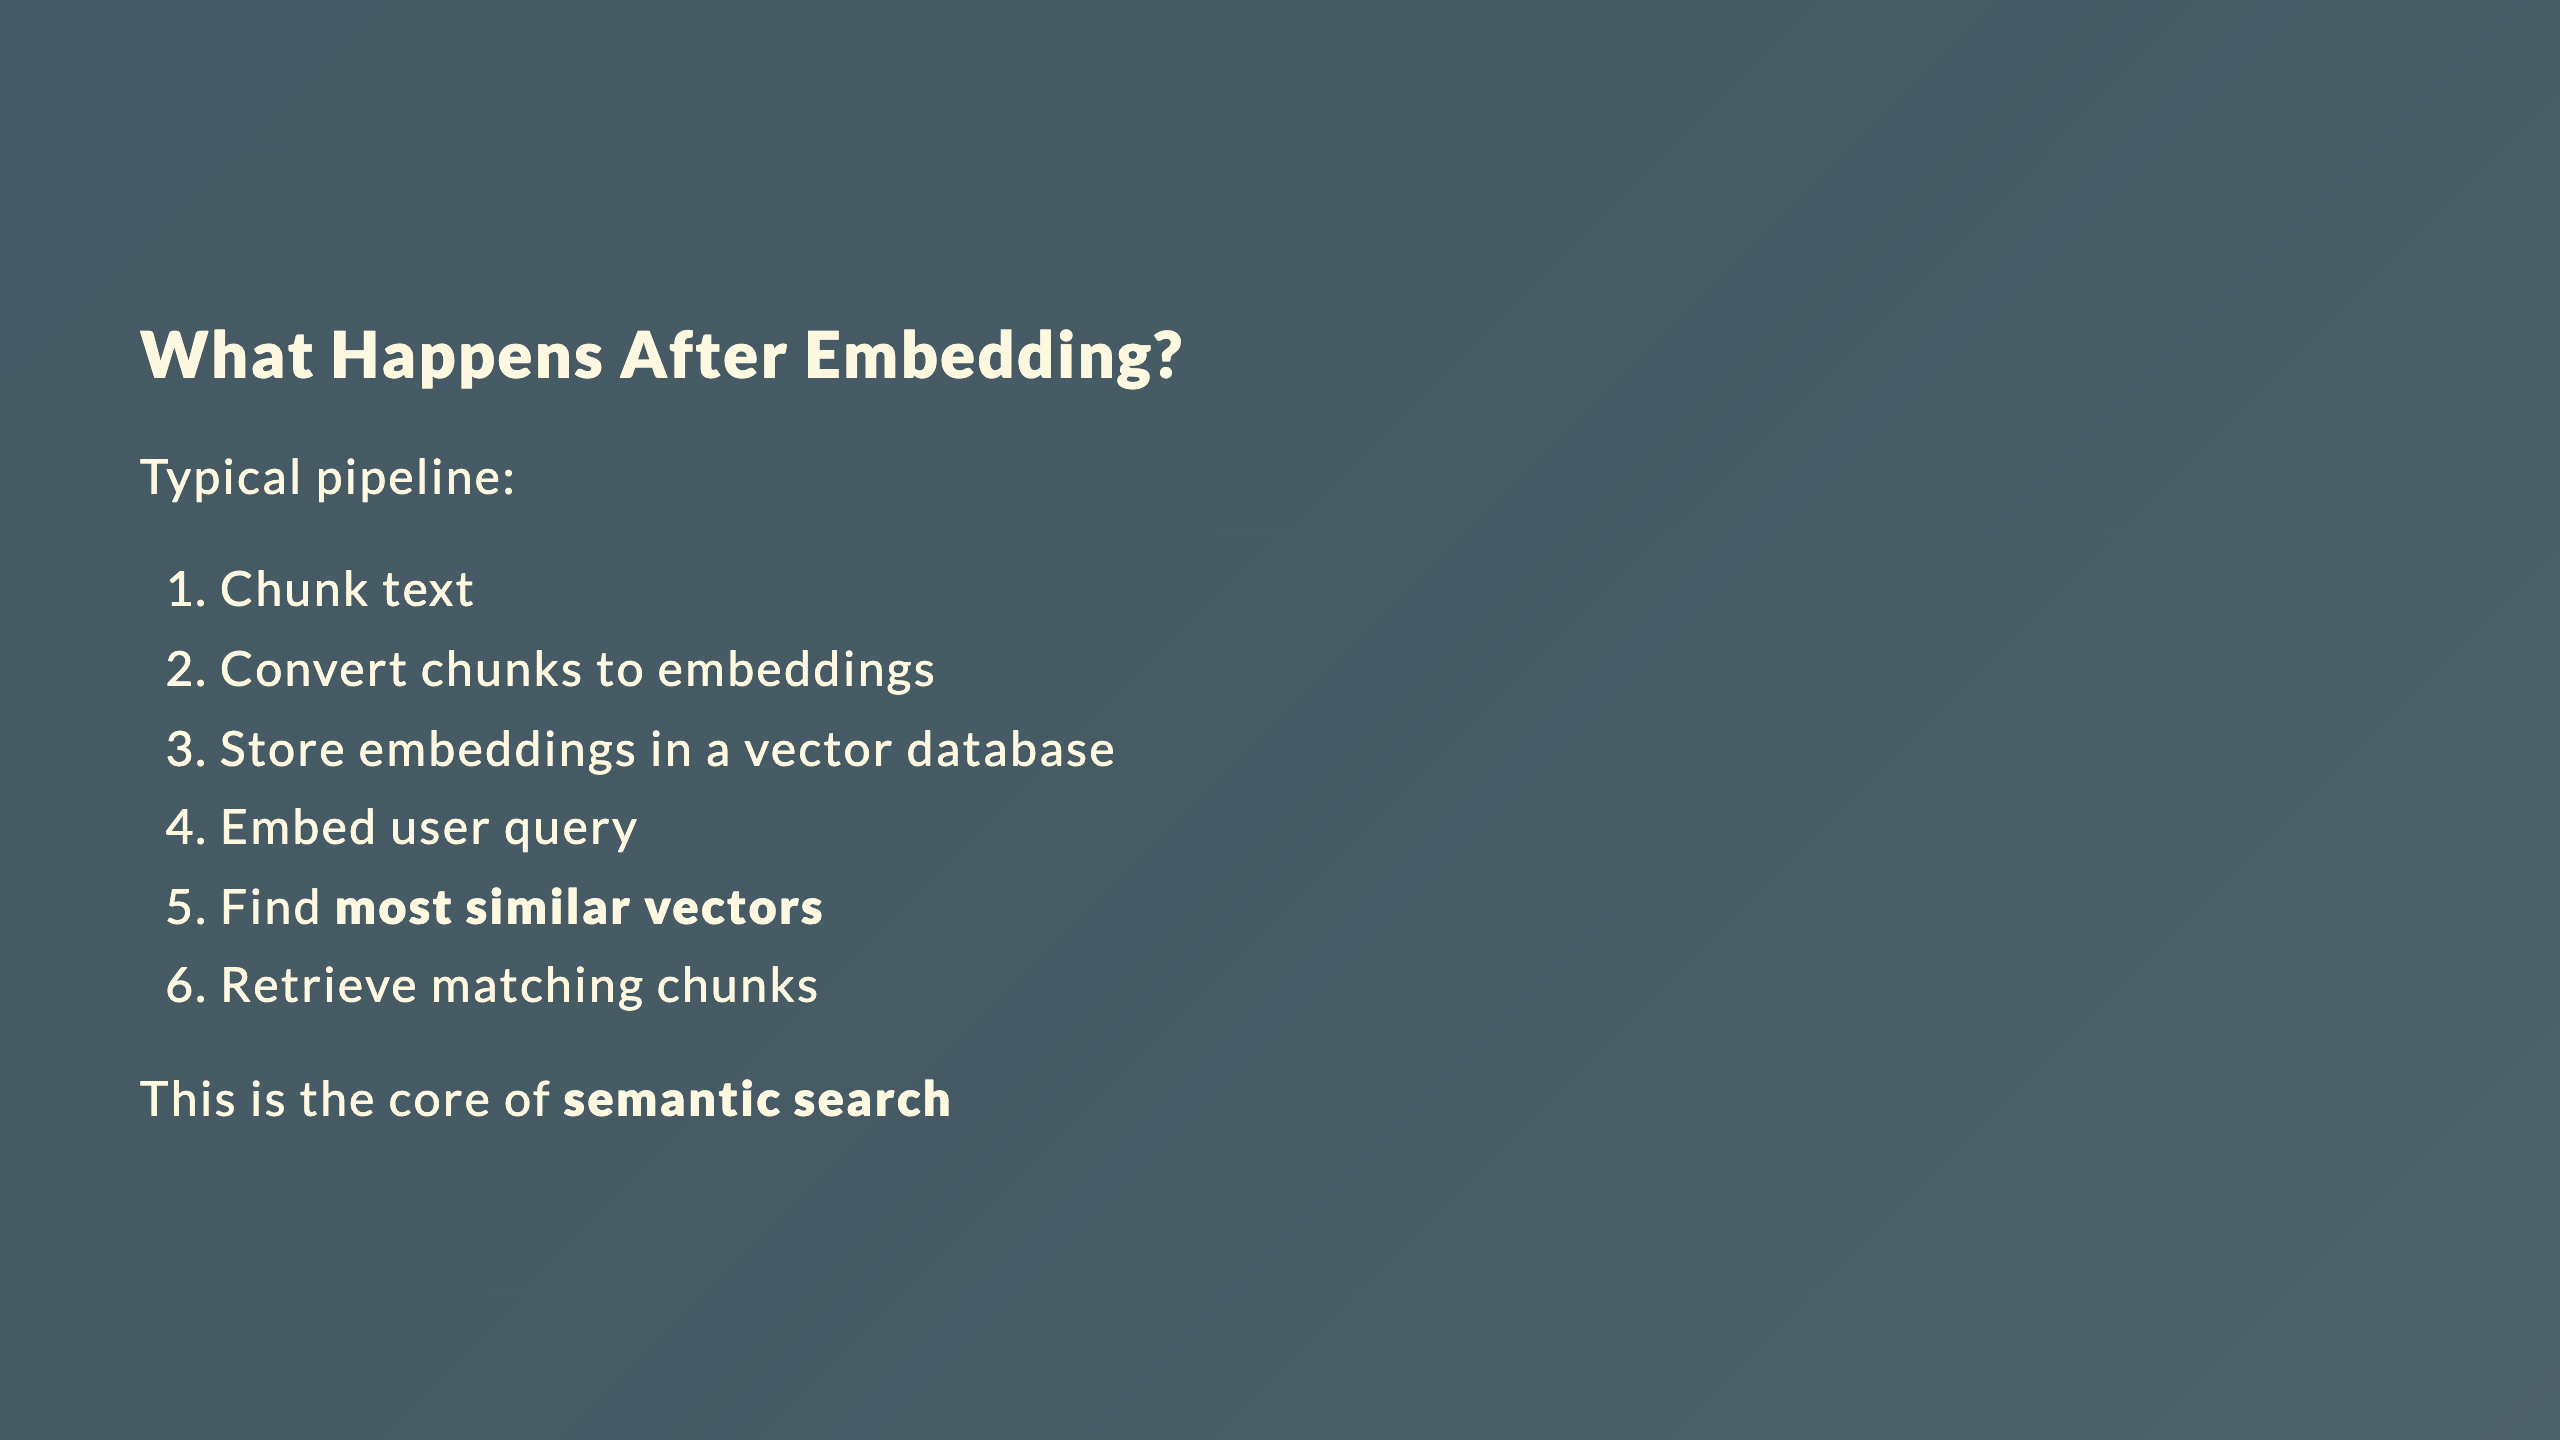 What Happens After Embedding?
Typical pipeline:
1. Chunk text
2. Convert chunks to embeddings
3. Store embeddings in a vector database
4. Embed user query
5. Find most similar vectors
6. Retrieve matching chunks
This is the core of semantic search